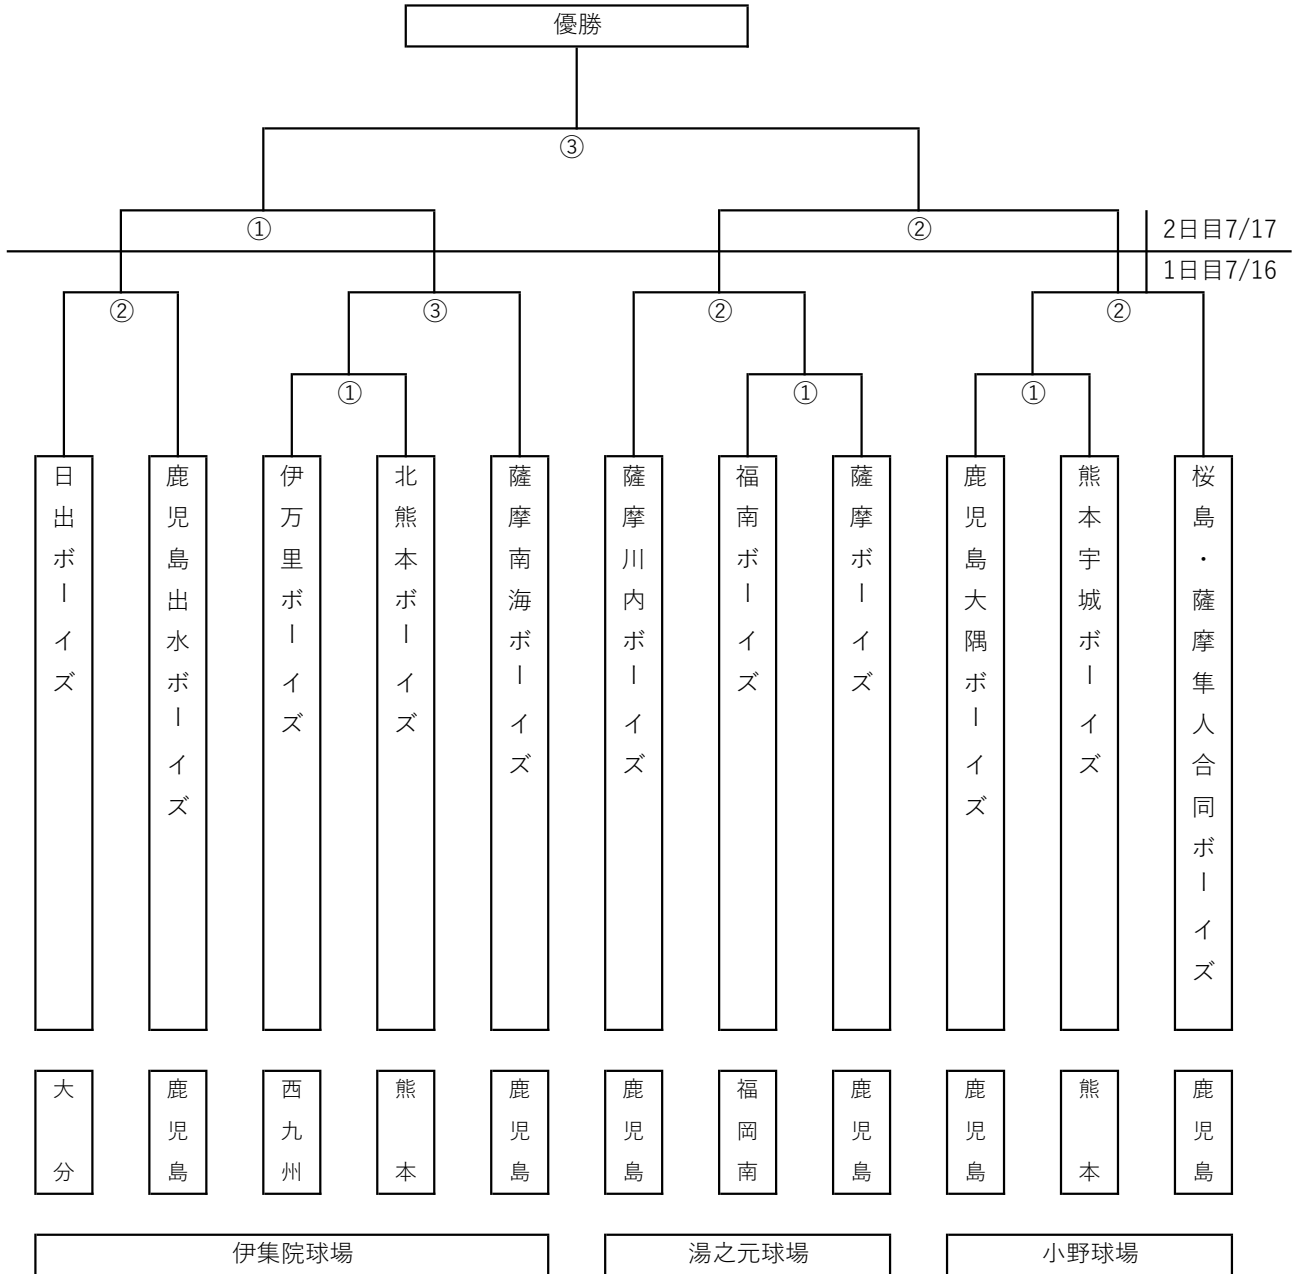 優勝
③
①
②
2日目7/17
1日目7/16
②
③
②
②
①
①
①
日出ボーイズ
鹿児島出水ボーイズ
伊万里ボーイズ
北熊本ボーイズ
薩摩南海ボーイズ
薩摩川内ボーイズ
福南ボーイズ
薩摩ボーイズ
鹿児島大隅ボーイズ
熊本宇城ボーイズ
桜島・薩摩隼人合同ボーイズ
大分
鹿児島
西九州
熊本
鹿児島
鹿児島
福岡南
鹿児島
鹿児島
熊本
鹿児島
伊集院球場
湯之元球場
小野球場